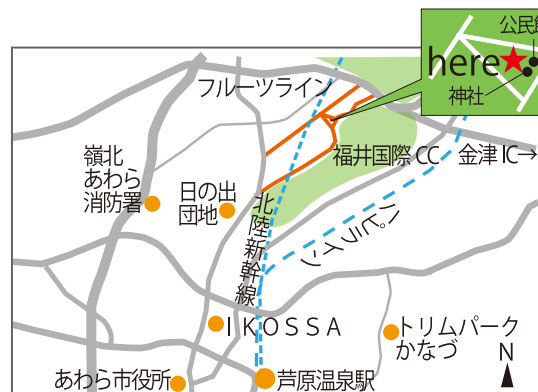 公民館
here
神社
フルーツライン
福井国際CC
金津IC→
嶺北
あわら
消防署
日の出
団地
北陸新幹線
ハピライン
IKOSSA
トリムパーク
かなづ
N
あわら市役所
芦原温泉駅